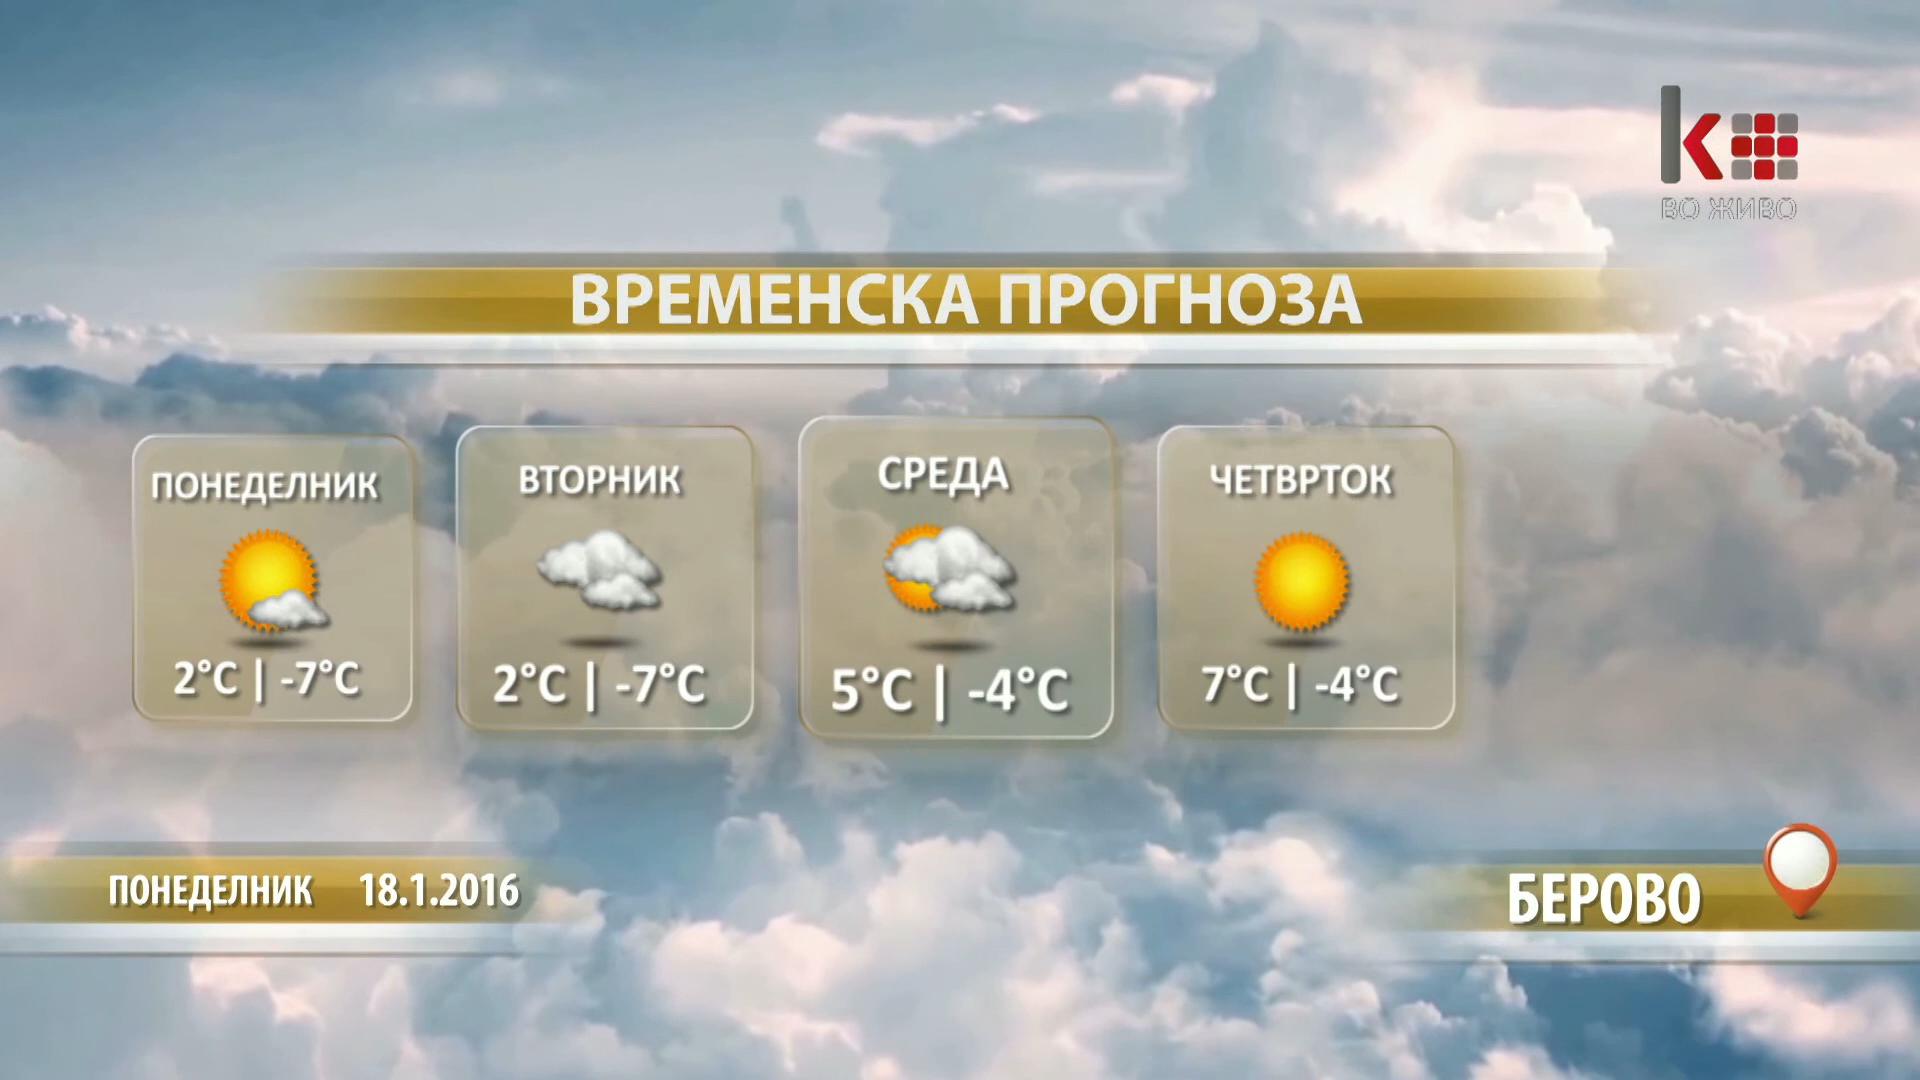 K
ВО ЖИВО
ВРЕМЕНСКА ПРОГНОЗА
ПОНЕДЕЛНИК
2°C | -7°C
ВТОРНИК
2°C | -7°C
СРЕДА
5°C | -4°C
ЧЕТВРТОК
7°C | -4°C
ПОНЕДЕЛНИК 18.1.2016
БЕРОВО